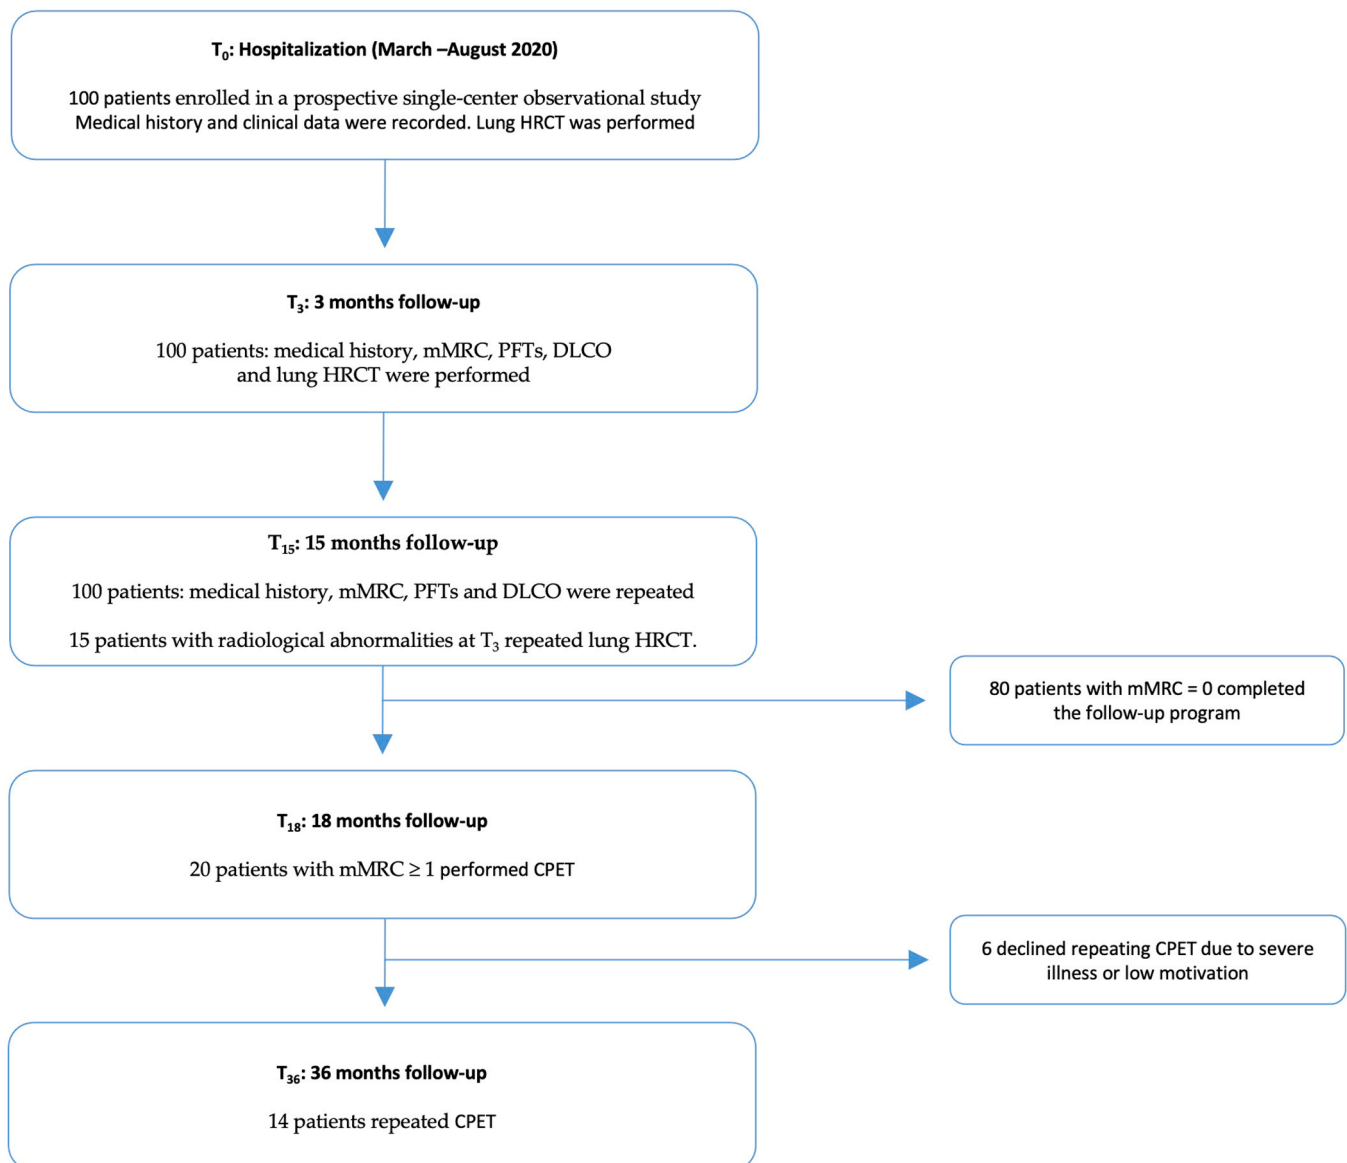 T0: Hospitalization (March –August 2020)
100 patients enrolled in a prospective single-center observational study
Medical history and clinical data were recorded. Lung HRCT was performed
T3: 3 months follow-up
100 patients: medical history, mMRC, PFTs, DLCO
and lung HRCT were performed
T15: 15 months follow-up
100 patients: medical history, mMRC, PFTs and DLCO were repeated
15 patients with radiological abnormalities at T3 repeated lung HRCT.
80 patients with mMRC = 0 completed
the follow-up program
T18: 18 months follow-up
20 patients with mMRC ≥ 1 performed CPET
6 declined repeating CPET due to severe
illness or low motivation
T36: 36 months follow-up
14 patients repeated CPET